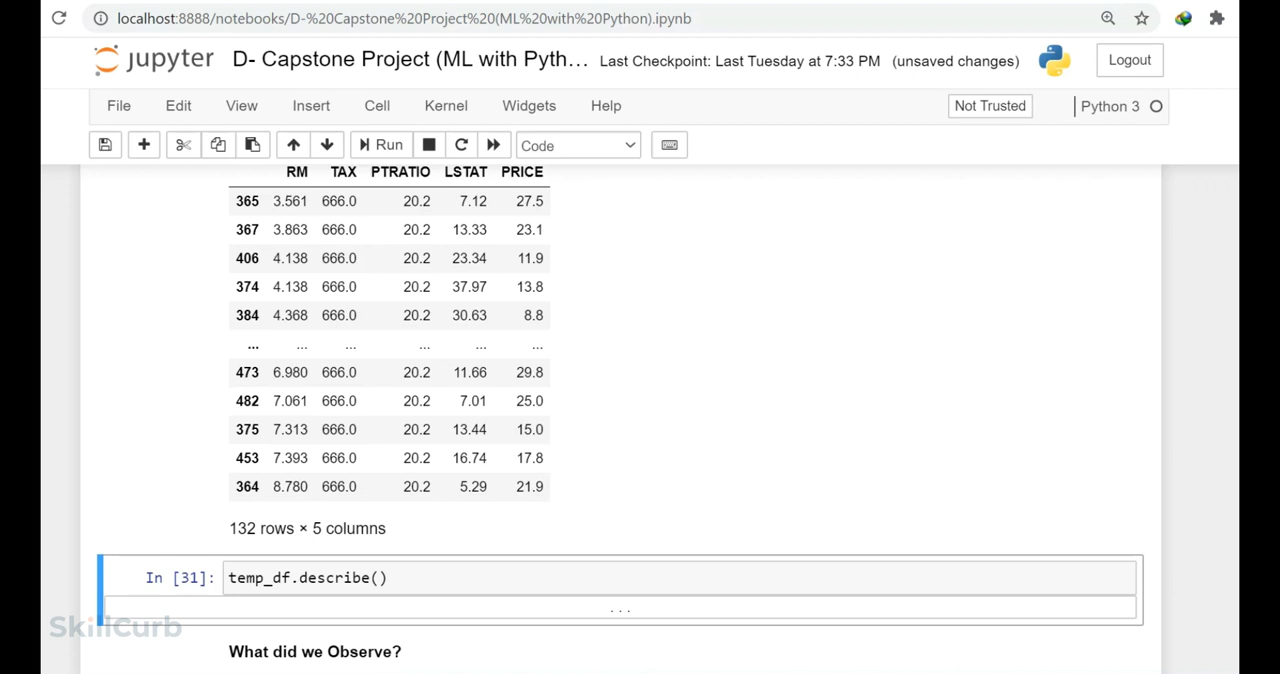 localhost:8888/notebooks/D-%20Capstone%20Project%20(ML%20with%20Python).ipynb
jupyter D- Capstone Project (ML with Pyth... Last Checkpoint: Last Tuesday at 7:33 PM (unsaved changes) Logout
File Edit View Insert Cell Kernel Widgets Help Not Trusted Python 3
Run Code
RM TAX PTRATIO LSTAT PRICE
365 3.561 666.0 20.2 7.12 27.5
367 3.863 666.0 20.2 13.33 23.1
406 4.138 666.0 20.2 23.34 11.9
374 4.138 666.0 20.2 37.97 13.8
384 4.368 666.0 20.2 30.63 8.8
... ... ... ... ... ...
473 6.980 666.0 20.2 11.66 29.8
482 7.061 666.0 20.2 7.01 25.0
375 7.313 666.0 20.2 13.44 15.0
453 7.393 666.0 20.2 16.74 17.8
364 8.780 666.0 20.2 5.29 21.9
132 rows × 5 columns
In [31]: temp_df.describe()
...
SkillCurb
What did we Observe?